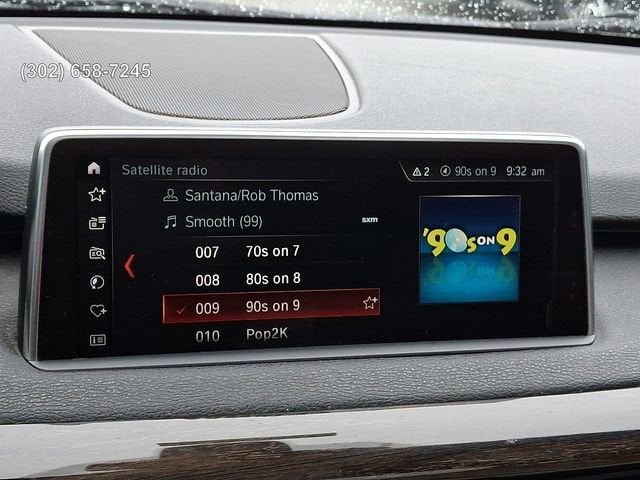 (302) 658-7245
Satellite radio
2 90s on 9 9:32 am
Santana/Rob Thomas
Smooth (99)
sxm
007 70s on 7
008 80s on 8
009 90s on 9
010 Pop2K
'90s ON 9